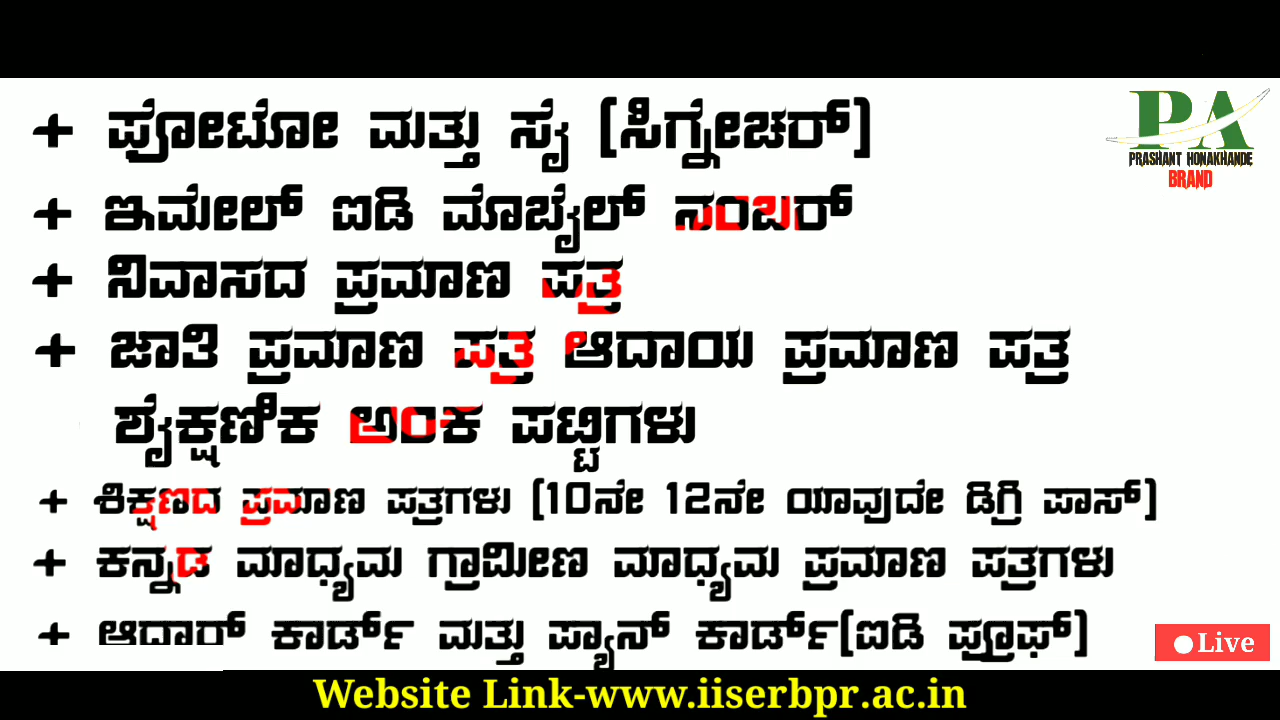 + ಫೋಟೋ ಮತ್ತು ಸೈ [ಸಿಗ್ನೇಚರ್]
PA
PRASHANT HONAKHANDE
BRAND
+ ಇಮೇಲ್ ಐಡಿ ಮೊಬೈಲ್ ನಂಬರ್
+ ನಿವಾಸದ ಪ್ರಮಾಣ ಪತ್ರ
+ ಜಾತಿ ಪ್ರಮಾಣ ಪತ್ರ ಆದಾಯ ಪ್ರಮಾಣ ಪತ್ರ
ಶೈಕ್ಷಣಿಕ ಅಂಕ ಪಟ್ಟಿಗಳು
+ ಶಿಕ್ಷಣದ ಪ್ರಮಾಣ ಪತ್ರಗಳು [10ನೇ 12ನೇ ಯಾವುದೇ ಡಿಗ್ರಿ ಪಾಸ್]
+ ಕನ್ನಡ ಮಾಧ್ಯಮ ಗ್ರಾಮೀಣ ಮಾಧ್ಯಮ ಪ್ರಮಾಣ ಪತ್ರಗಳು
+ ಆದಾರ್ ಕಾರ್ಡ್ ಮತ್ತು ಪ್ಯಾನ್ ಕಾರ್ಡ್[ಐಡಿ ಪ್ರೂಫ್]
Live
Website Link-www.iiserbpr.ac.in